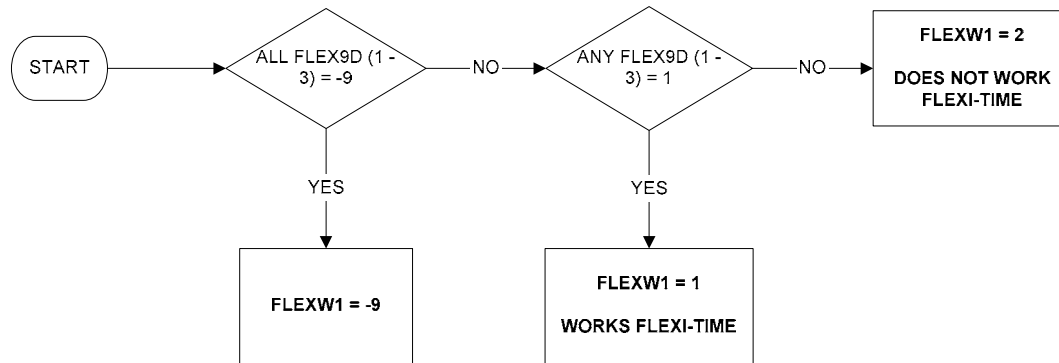 START
ALL FLEX9D (1 -
3) = -9
NO
ANY FLEX9D (1 -
3) = 1
NO
FLEXW1 = 2
DOES NOT WORK
FLEXI-TIME
YES
YES
FLEXW1 = -9
FLEXW1 = 1
WORKS FLEXI-TIME